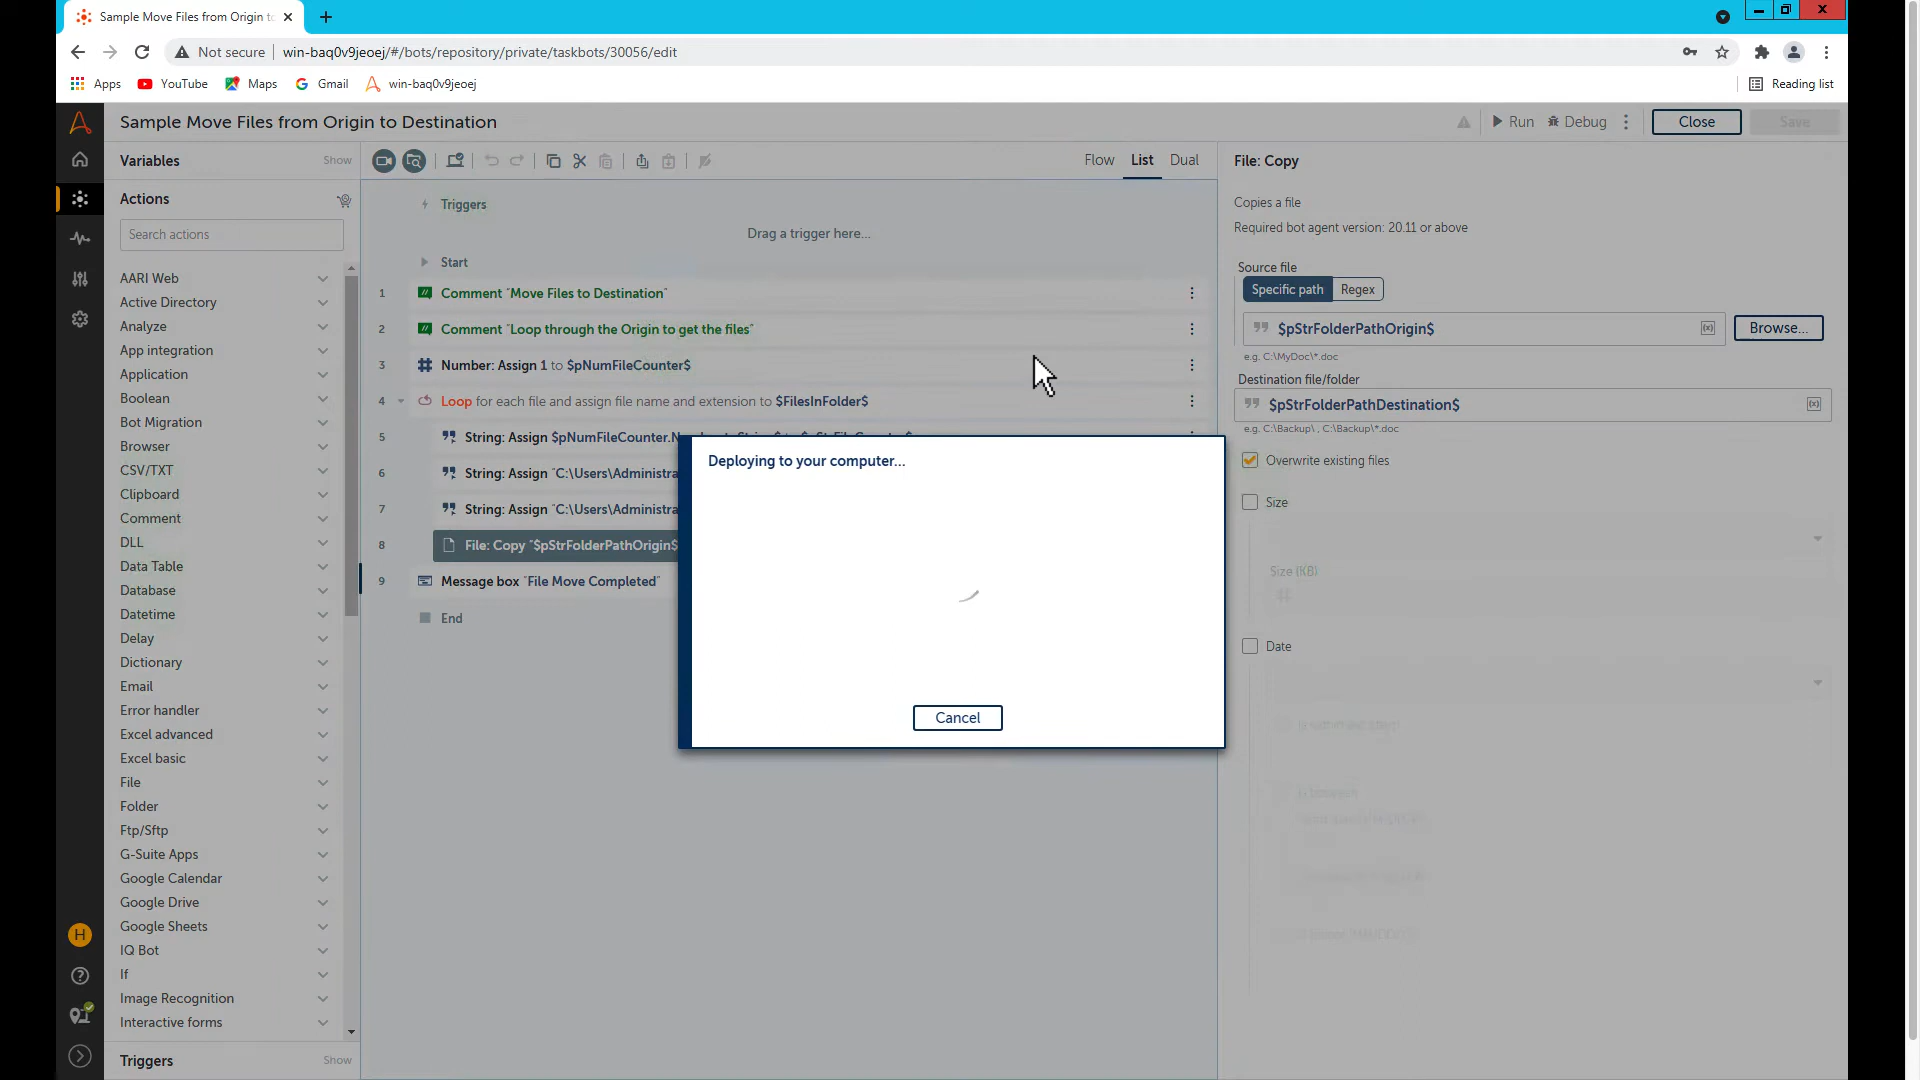 Sample Move Files from Origin to
Not secure
win-baq0v9jeoej/#/bots/repository/private/taskbots/30056/edit
Apps
YouTube
Maps
Gmail
win-baq0v9jeoej
Reading list
Sample Move Files from Origin to Destination
Run
Debug
Close
Save
Variables
Show
Flow
List
Dual
File: Copy
Actions
Search actions
AARI Web
Active Directory
Analyze
App integration
Application
Boolean
Bot Migration
Browser
CSV/TXT
Clipboard
Comment
DLL
Data Table
Database
Datetime
Delay
Dictionary
Email
Error handler
Excel advanced
Excel basic
File
Folder
Ftp/Sftp
G-Suite Apps
Google Calendar
Google Drive
Google Sheets
IQ Bot
If
Image Recognition
Interactive forms
Triggers
Show
H
Triggers
Drag a trigger here...
Start
1 Comment "Move Files to Destination"
2 Comment "Loop through the Origin to get the files"
3 Number: Assign 1 to $pNumFileCounter$
4 Loop for each file and assign file name and extension to $FilesInFolder$
5 String: Assign $pNumFileCounter.N
6 String: Assign "C:\Users\Administra
7 String: Assign "C:\Users\Administra
8 File: Copy "$pStrFolderPathOrigin$
9 Message box "File Move Completed"
End
Deploying to your computer...
Cancel
Copies a file
Required bot agent version: 20.11 or above
Source file
Specific path
Regex
$pStrFolderPathOrigin$
(x)
Browse...
e.g. C:\MyDoc\*.doc
Destination file/folder
$pStrFolderPathDestination$
(x)
e.g. C:\Backup\ , C:\Backup\*.doc
Overwrite existing files
Size
Size (KB)
Date